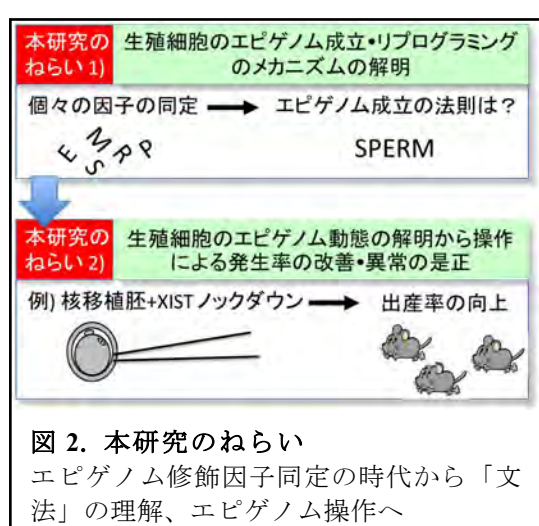 本研究の
ねらい 1)
生殖細胞のエピゲノム成立・リプログラミング
のメカニズムの解明
個々の因子の同定 → エピゲノム成立の法則は?
E M S R P
SPERM
本研究の
ねらい 2)
生殖細胞のエピゲノム動態の解明から操作
による発生率の改善・異常の是正
例) 核移植胚+XISTノックダウン → 出産率の向上
図 2. 本研究のねらい
エピゲノム修飾因子同定の時代から「文
法」の理解、エピゲノム操作へ